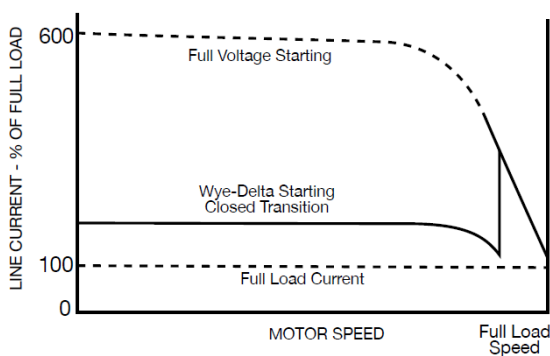 LINE CURRENT - % OF FULL LOAD
600
Full Voltage Starting
Wye-Delta Starting
Closed Transition
100
Full Load Current
0
MOTOR SPEED
Full Load
Speed